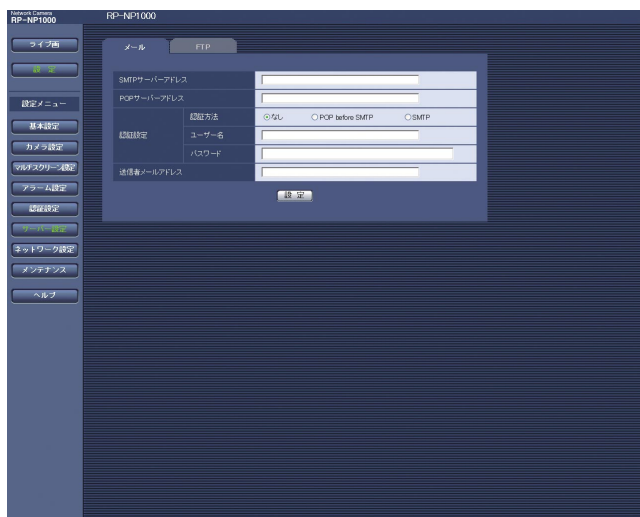 Network Camera
RP-NP1000
RP-NP1000
ライブ画
設定
設定メニュー
基本設定
カメラ設定
マルチスクリーン設定
アラーム設定
認証設定
サーバー設定
ネットワーク設定
メンテナンス
ヘルプ
メール
FTP
SMTPサーバーアドレス
POPサーバーアドレス
認証設定
認証方法
なし
POP before SMTP
SMTP
ユーザー名
パスワード
送信者メールアドレス
設定